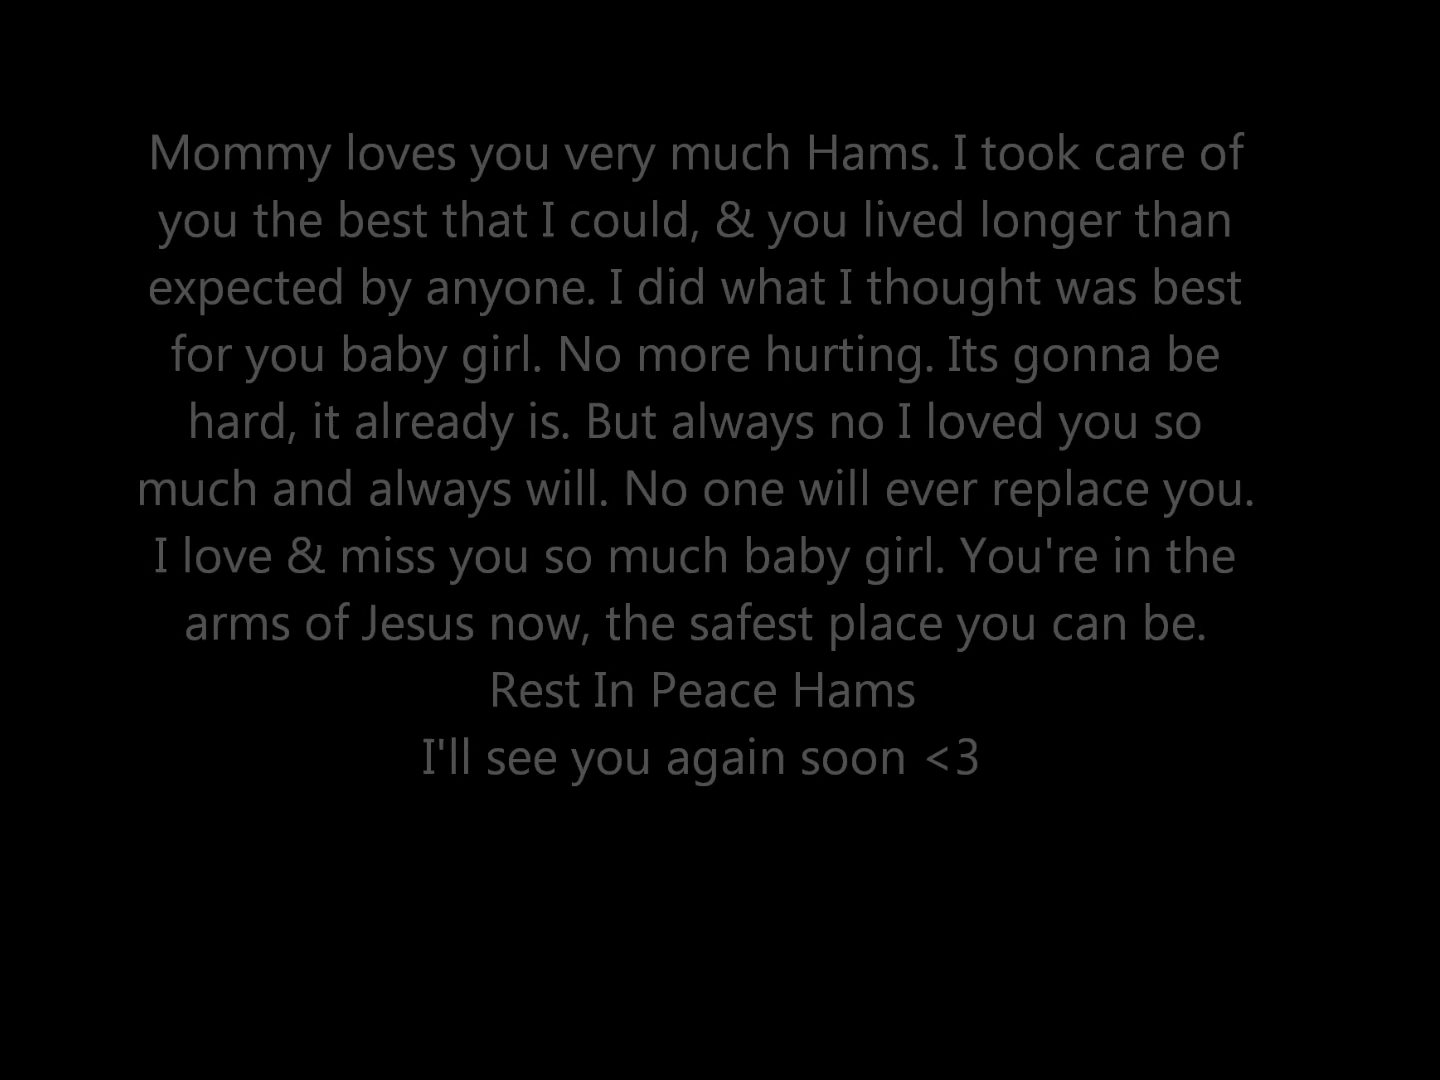 Mommy loves you very much Hams. I took care of
you the best that I could, & you lived longer than
expected by anyone. I did what I thought was best
for you baby girl. No more hurting. Its gonna be
hard, it already is. But always no I loved you so
much and always will. No one will ever replace you.
I love & miss you so much baby girl. You're in the
arms of Jesus now, the safest place you can be.
Rest In Peace Hams
I'll see you again soon <3